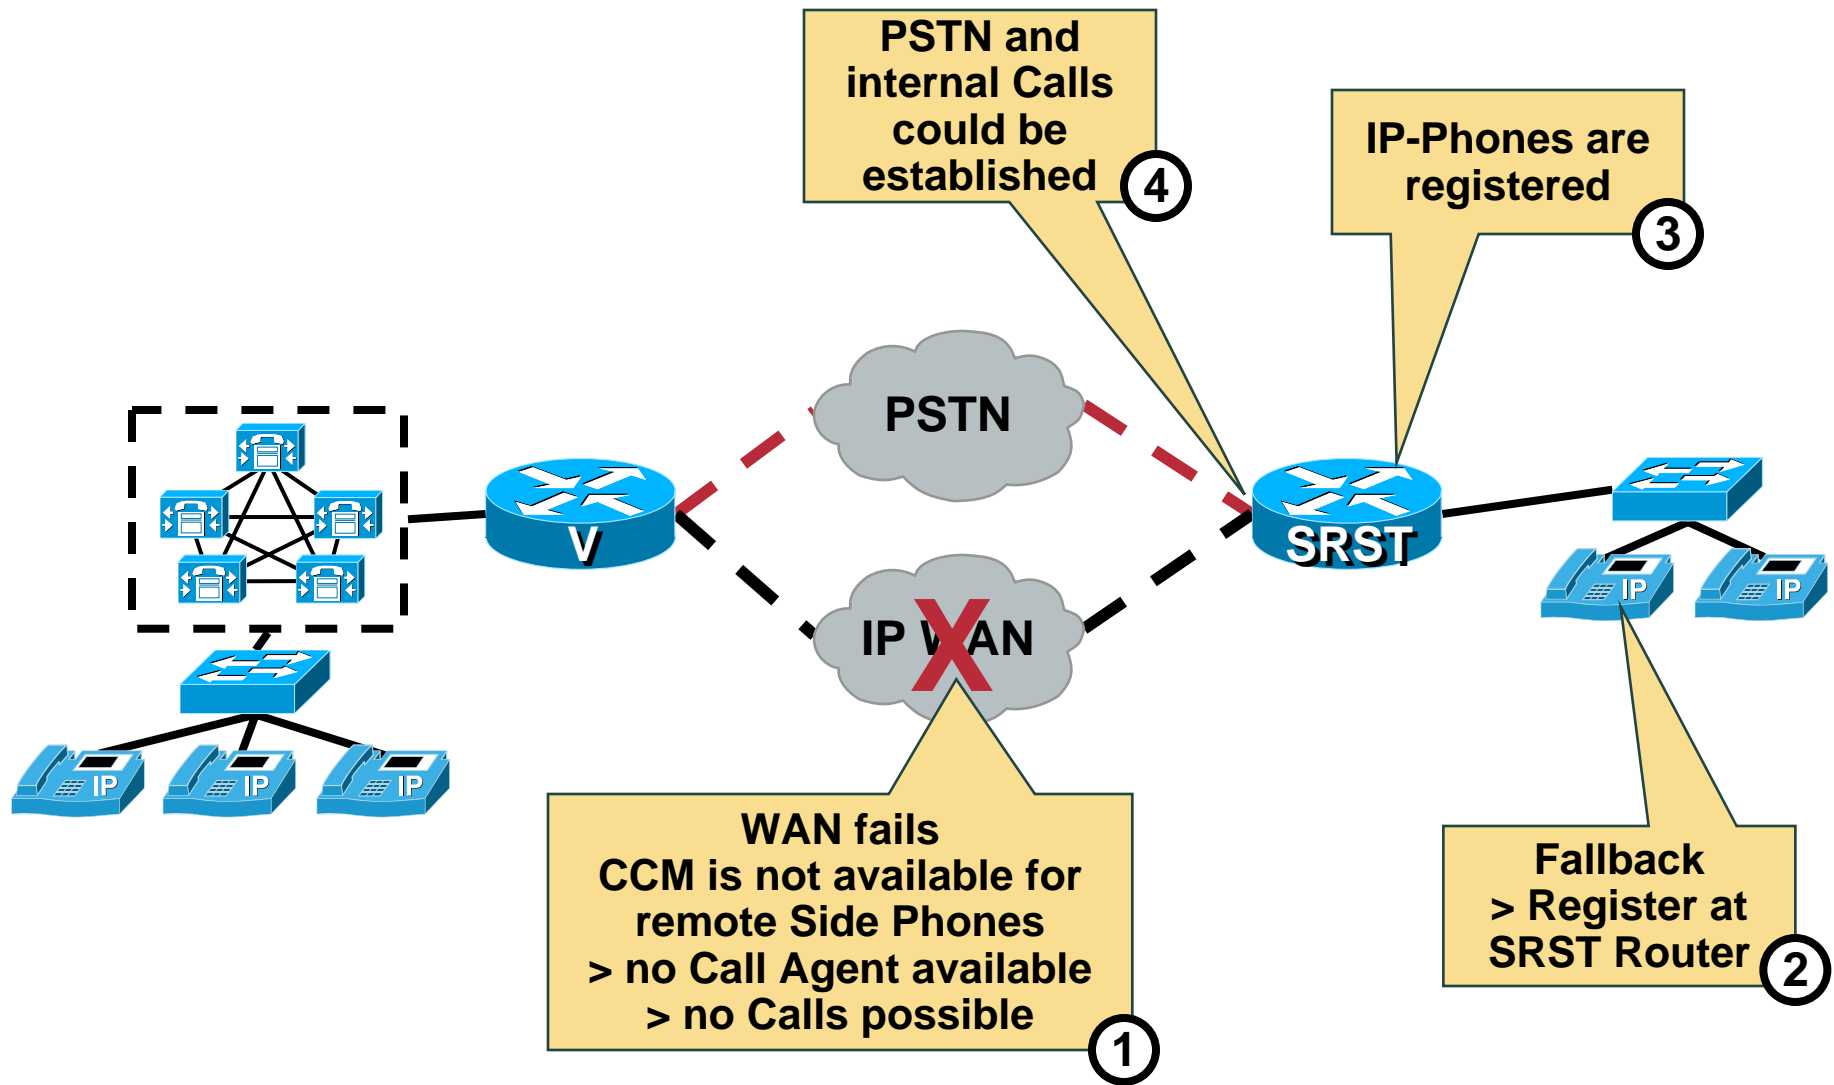 PSTN and
internal Calls
could be
established
4
IP-Phones are
registered
3
PSTN
V
SRST
IP WAN
X
IP
IP
IP
IP
IP
WAN fails
CCM is not available for
remote Side Phones
> no Call Agent available
> no Calls possible
1
Fallback
> Register at
SRST Router
2